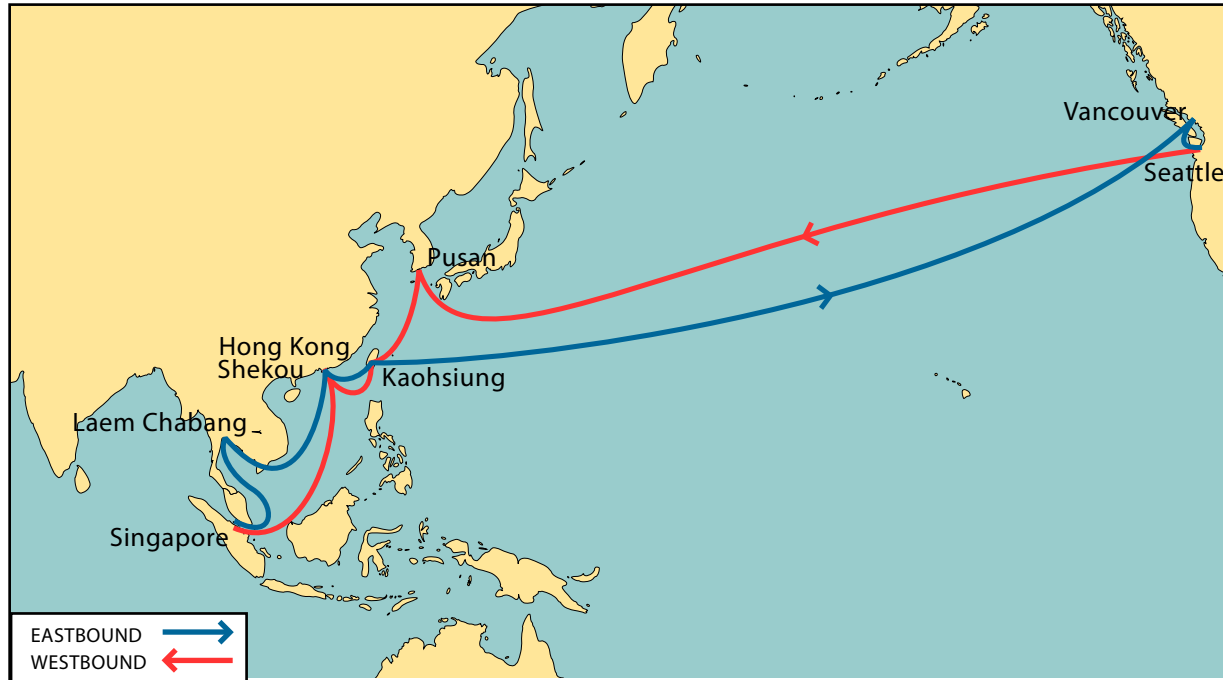 Vancouver
Seattle
Pusan
Hong Kong
Shekou
Kaohsiung
Laem Chabang
Singapore
EASTBOUND
WESTBOUND